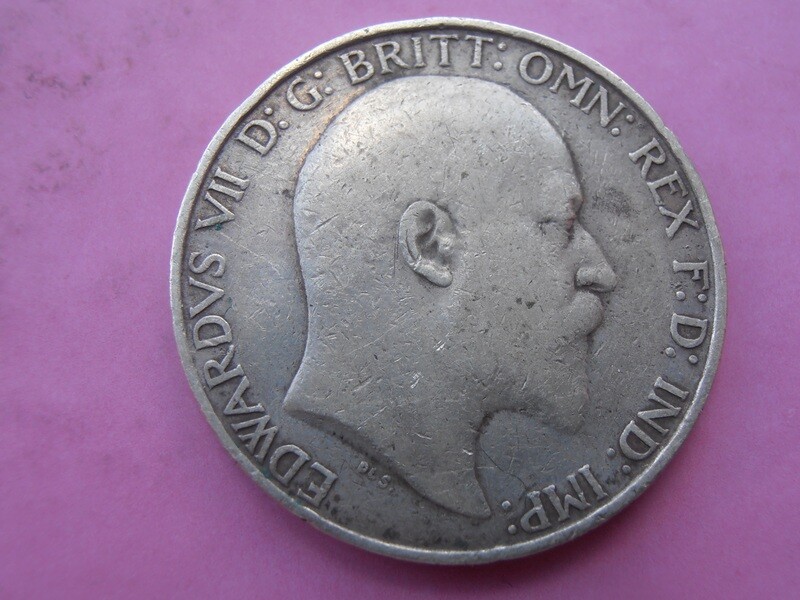 EDWARDVS VII D: G: BRITT: OMN: REX F: D: IND: IMP:
DES.